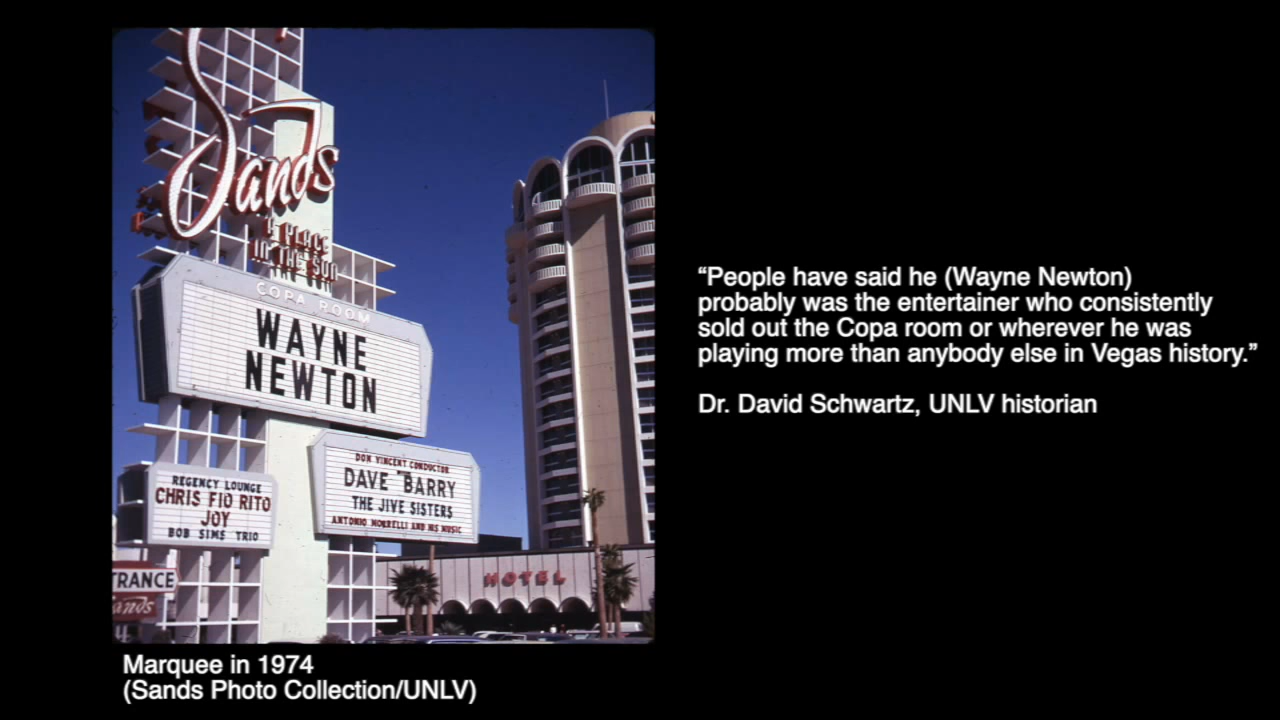 Sands
A PLACE
IN THE SUN
COPA ROOM
WAYNE
NEWTON
DON VINCENT CONDUCTOR
DAVE BARRY
THE JIVE SISTERS
ANTONIO MORRELLI AND HIS MUSIC
REGENCY LOUNGE
CHRIS FIO RITO
JOY
BOB SIMS TRIO
TRANCE
ands
HOTEL
Marquee in 1974
(Sands Photo Collection/UNLV)
“People have said he (Wayne Newton)
probably was the entertainer who consistently
sold out the Copa room or wherever he was
playing more than anybody else in Vegas history.”
Dr. David Schwartz, UNLV historian